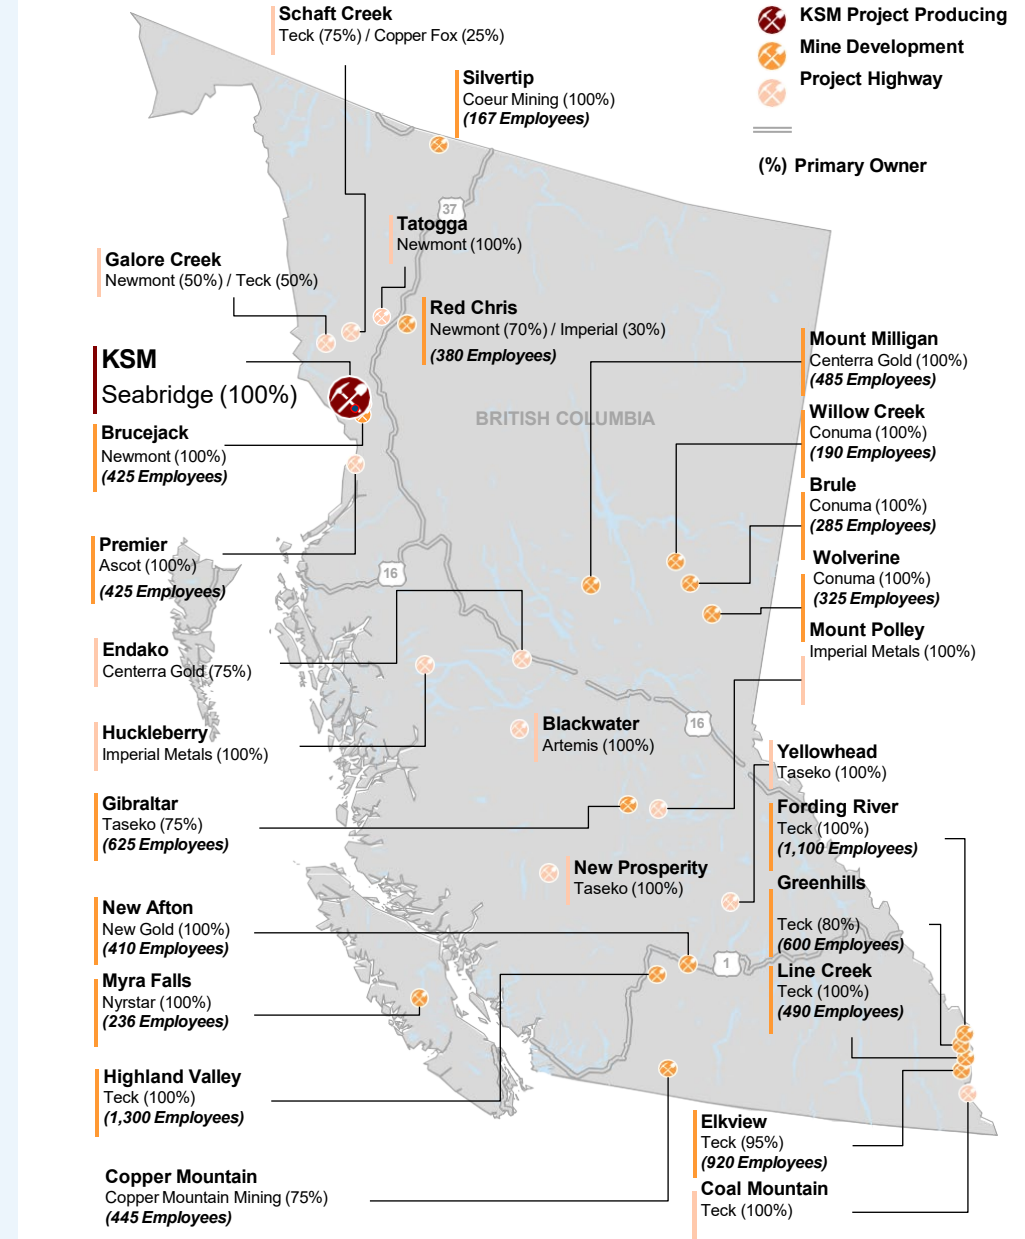 Schaft Creek
Teck (75%) / Copper Fox (25%)
KSM Project Producing
Mine Development
Project Highway
(%) Primary Owner
Silvertip
Coeur Mining (100%)
(167 Employees)
37
Tatogga
Newmont (100%)
Galore Creek
Newmont (50%) / Teck (50%)
Red Chris
Newmont (70%) / Imperial (30%)
(380 Employees)
KSM
Seabridge (100%)
Mount Milligan
Centerra Gold (100%)
(485 Employees)
BRITISH COLUMBIA
Willow Creek
Conuma (100%)
(190 Employees)
Brucejack
Newmont (100%)
(425 Employees)
Brule
Conuma (100%)
(285 Employees)
Premier
Ascot (100%)
(425 Employees)
16
Wolverine
Conuma (100%)
(325 Employees)
Mount Polley
Imperial Metals (100%)
Endako
Centerra Gold (75%)
Huckleberry
Imperial Metals (100%)
Blackwater
Artemis (100%)
16
Yellowhead
Taseko (100%)
Gibraltar
Taseko (75%)
(625 Employees)
Fording River
Teck (100%)
(1,100 Employees)
New Prosperity
Taseko (100%)
Greenhills
Teck (80%)
(600 Employees)
New Afton
New Gold (100%)
(410 Employees)
1
Line Creek
Teck (100%)
(490 Employees)
Myra Falls
Nyrstar (100%)
(236 Employees)
Highland Valley
Teck (100%)
(1,300 Employees)
Elkview
Teck (95%)
(920 Employees)
Copper Mountain
Copper Mountain Mining (75%)
(445 Employees)
Coal Mountain
Teck (100%)